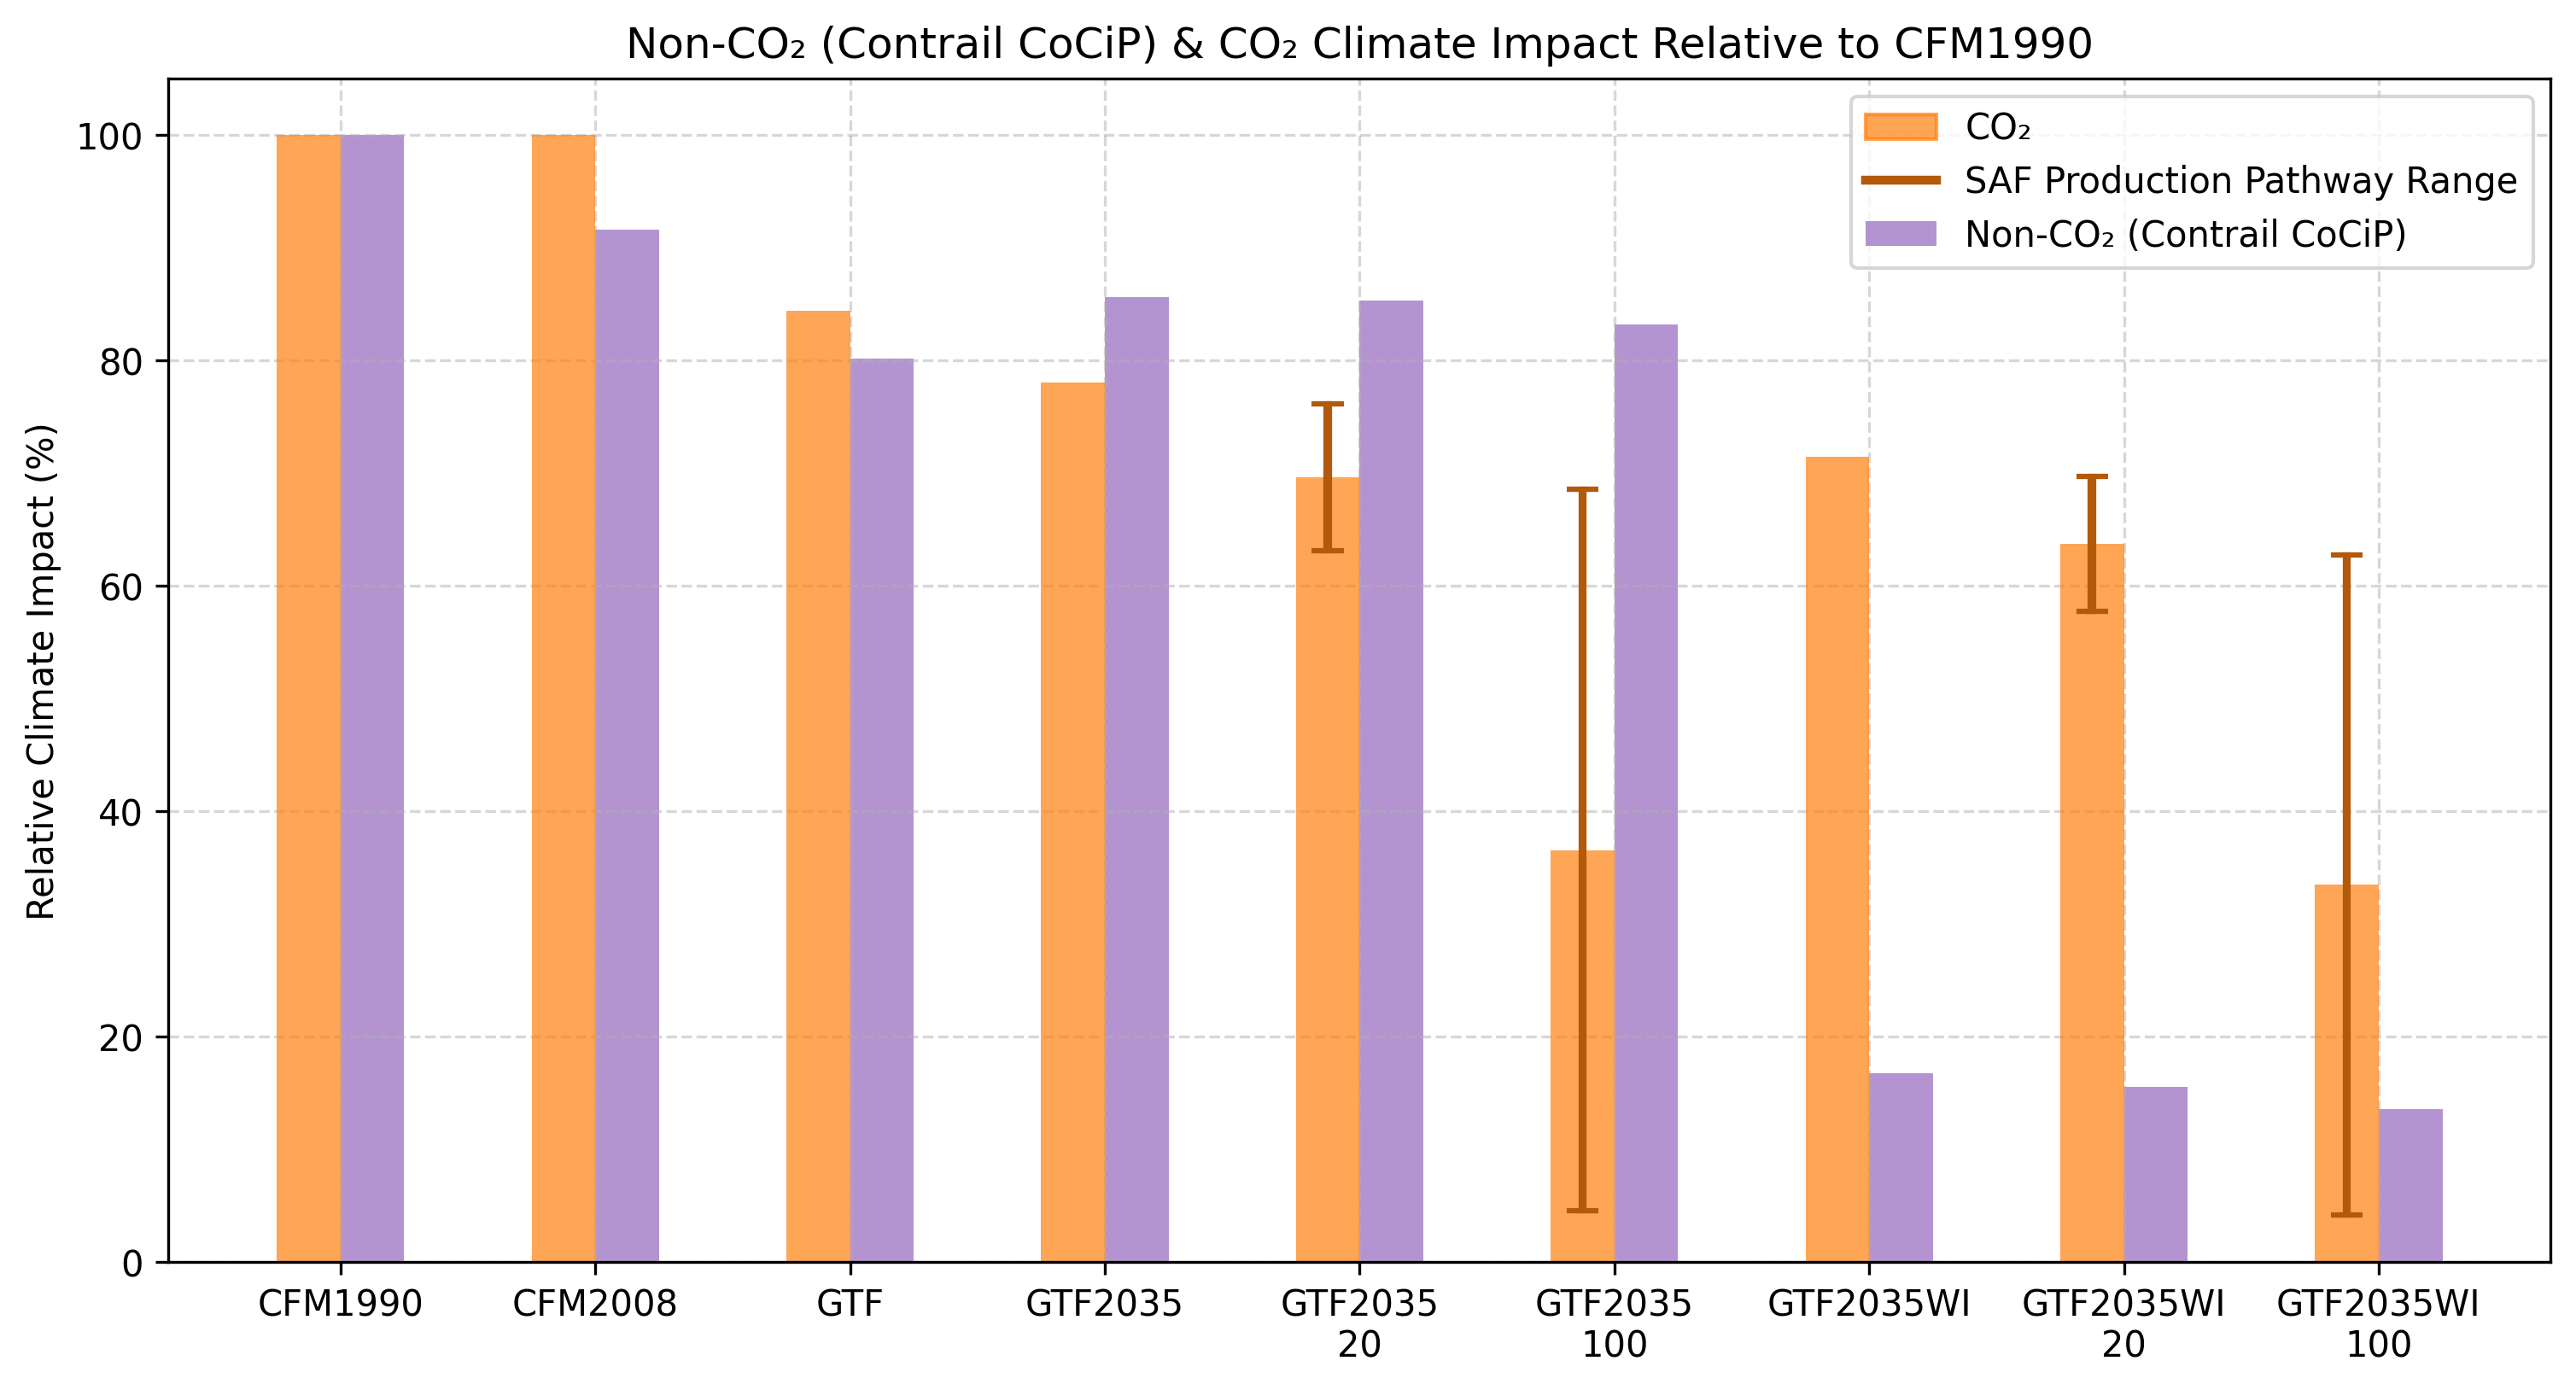 Non-CO₂ (Contrail CoCiP) & CO₂ Climate Impact Relative to CFM1990
CO₂
SAF Production Pathway Range
Non-CO₂ (Contrail CoCiP)
Relative Climate Impact (%)
100
80
60
40
20
0
CFM1990 CFM2008 GTF GTF2035 GTF2035 GTF2035 GTF2035WI GTF2035WI GTF2035WI
20 100 20 100